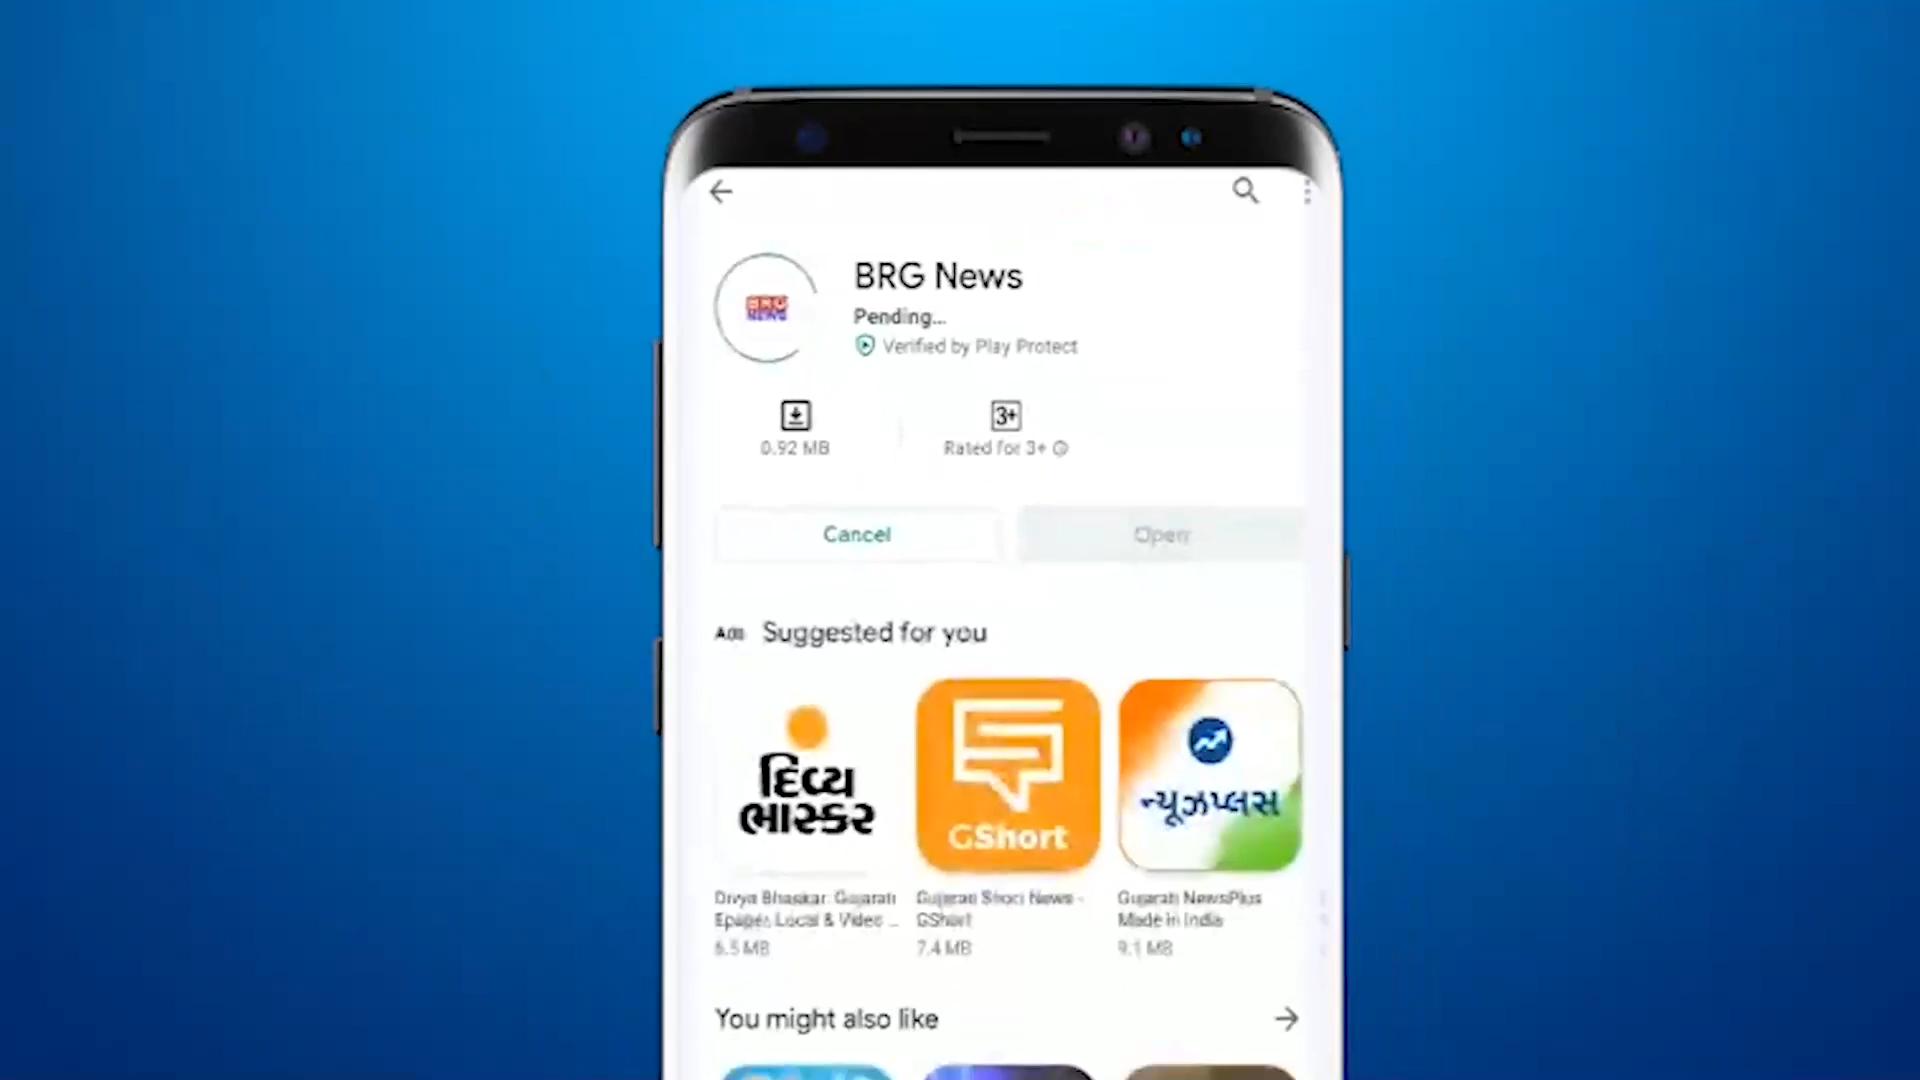 BRG News
BRG
NEWS
Pending...
Verified by Play Protect
0.92 MB
3+
Rated for 3+
Cancel
Open
Ads Suggested for you
દિવ્ય
ભાસ્કર
GShort
ન્યૂઝપ્લસ
Divya Bhaskar: Gujarati
Epaper, Local & Video ...
6.5 MB
Gujarati Short News -
GShort
7.4 MB
Gujarati NewsPlus
Made in India
9.1 MB
You might also like